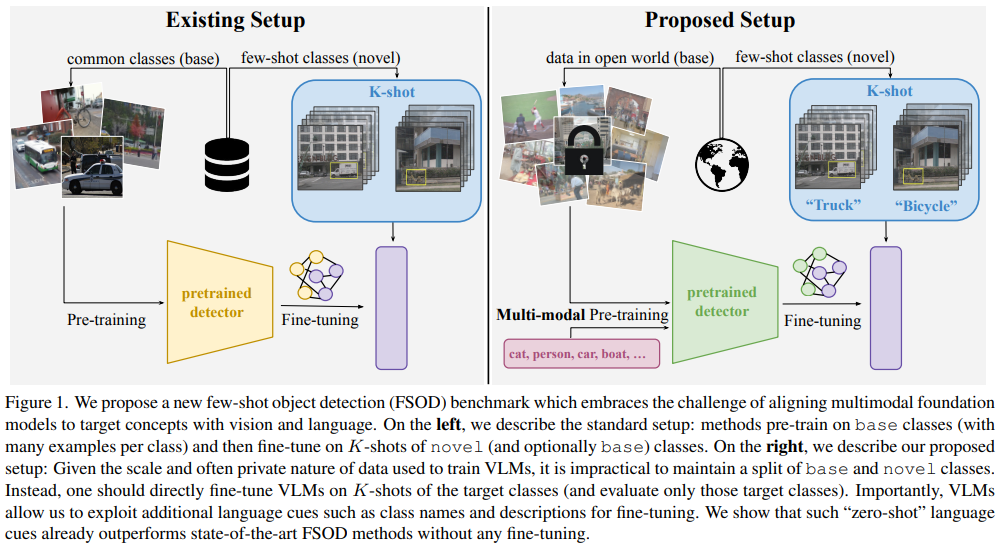 Existing Setup
common classes (base)
few-shot classes (novel)
K-shot
pretrained
detector
Pre-training
Fine-tuning
Proposed Setup
data in open world (base)
few-shot classes (novel)
K-shot
“Truck”
“Bicycle”
pretrained
detector
Multi-modal Pre-training
Fine-tuning
cat, person, car, boat, …
Figure 1. We propose a new few-shot object detection (FSOD) benchmark which embraces the challenge of aligning multimodal foundation
models to target concepts with vision and language. On the left, we describe the standard setup: methods pre-train on base classes (with
many examples per class) and then fine-tune on K-shots of novel (and optionally base) classes. On the right, we describe our proposed
setup: Given the scale and often private nature of data used to train VLMs, it is impractical to maintain a split of base and novel classes.
Instead, one should directly fine-tune VLMs on K-shots of the target classes (and evaluate only those target classes). Importantly, VLMs
allow us to exploit additional language cues such as class names and descriptions for fine-tuning. We show that such “zero-shot” language
cues already outperforms state-of-the-art FSOD methods without any fine-tuning.